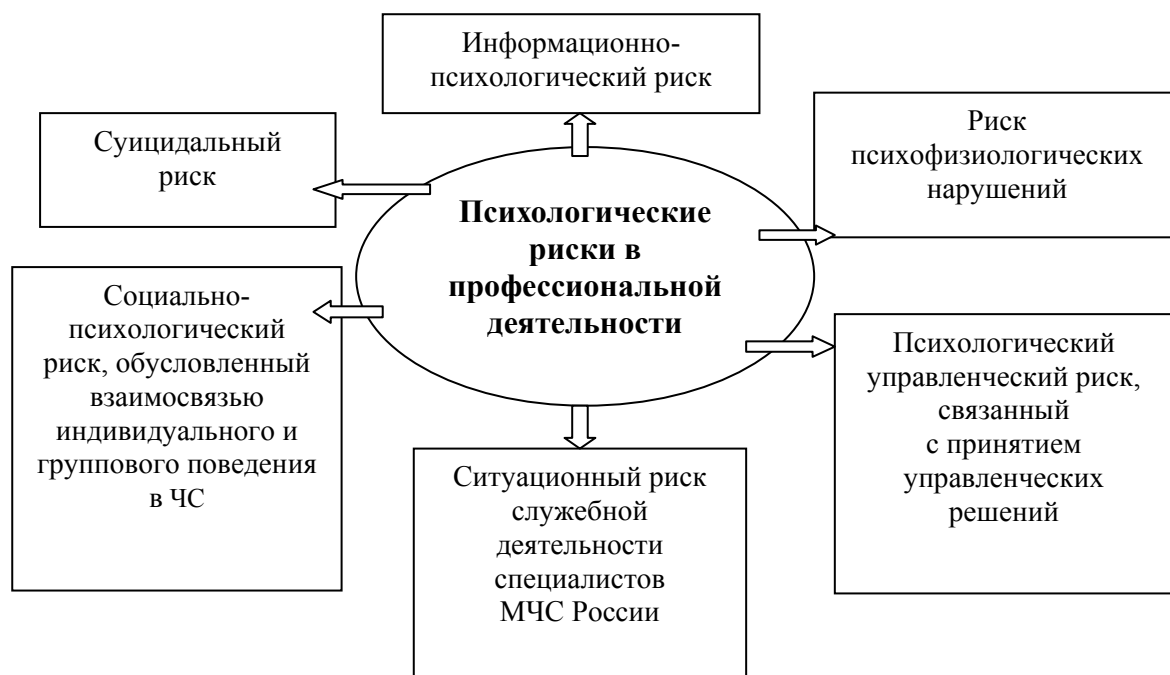 Информационно-
психологический риск
Суицидальный
риск
Риск
психофизиологических
нарушений
Психологические
риски в
профессиональной
деятельности
Социально-
психологический
риск, обусловленный
взаимосвязью
индивидуального и
группового поведения
в ЧС
Психологический
управленческий риск,
связанный
с принятием
управленческих
решений
Ситуационный риск
служебной
деятельности
специалистов
МЧС России